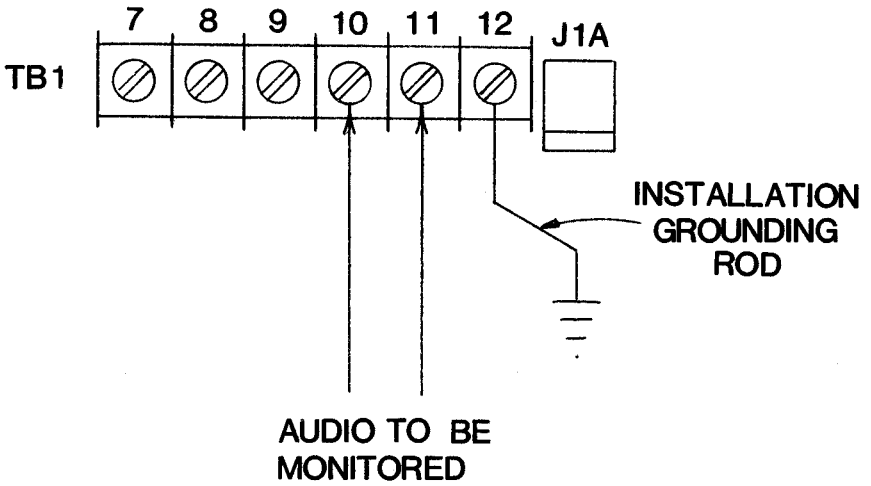 7 8 9 10 11 12
J1A
TB1
INSTALLATION
GROUNDING
ROD
AUDIO TO BE
MONITORED